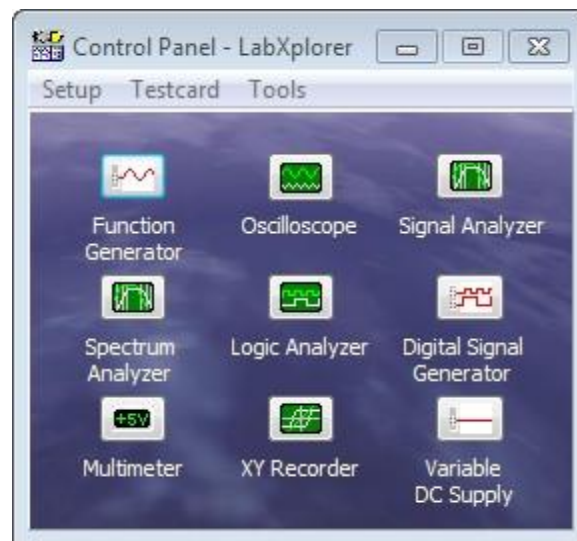 Control Panel - LabXplorer
Setup Testcard Tools
Function
Generator
Oscilloscope
Signal Analyzer
Spectrum
Analyzer
Logic Analyzer
Digital Signal
Generator
+5V
Multimeter
XY Recorder
Variable
DC Supply